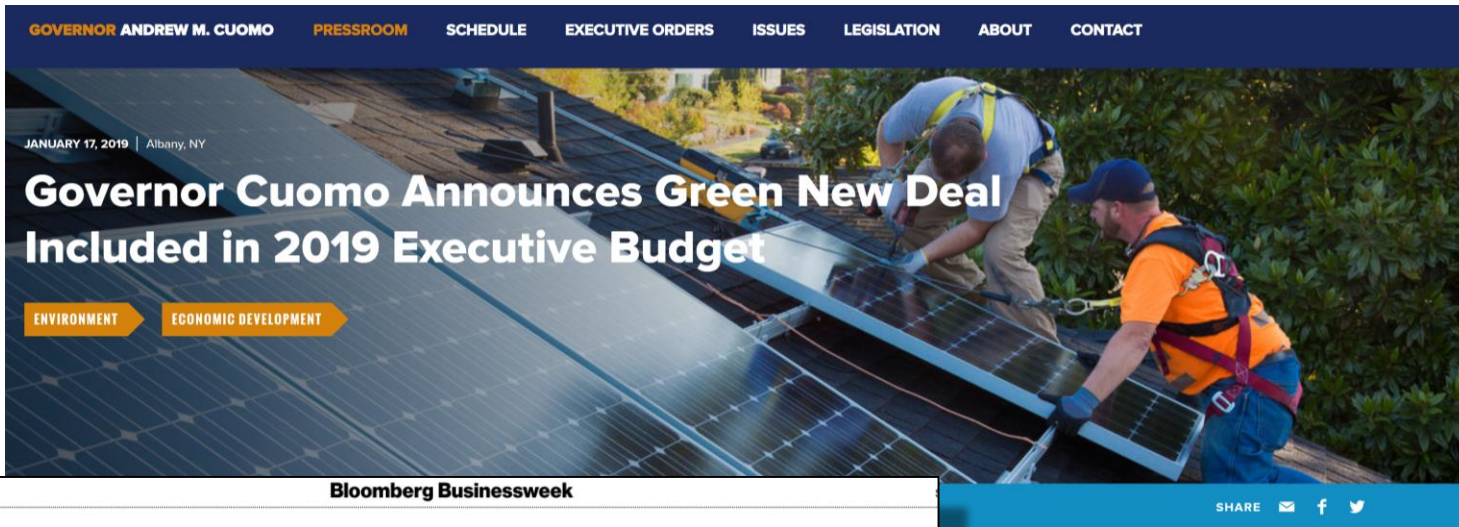 GOVERNOR ANDREW M. CUOMO PRESSROOM SCHEDULE EXECUTIVE ORDERS ISSUES LEGISLATION ABOUT CONTACT
JANUARY 17, 2019 | Albany, NY
Governor Cuomo Announces Green New Deal
Included in 2019 Executive Budget
ENVIRONMENT ECONOMIC DEVELOPMENT
Bloomberg Businessweek
SHARE